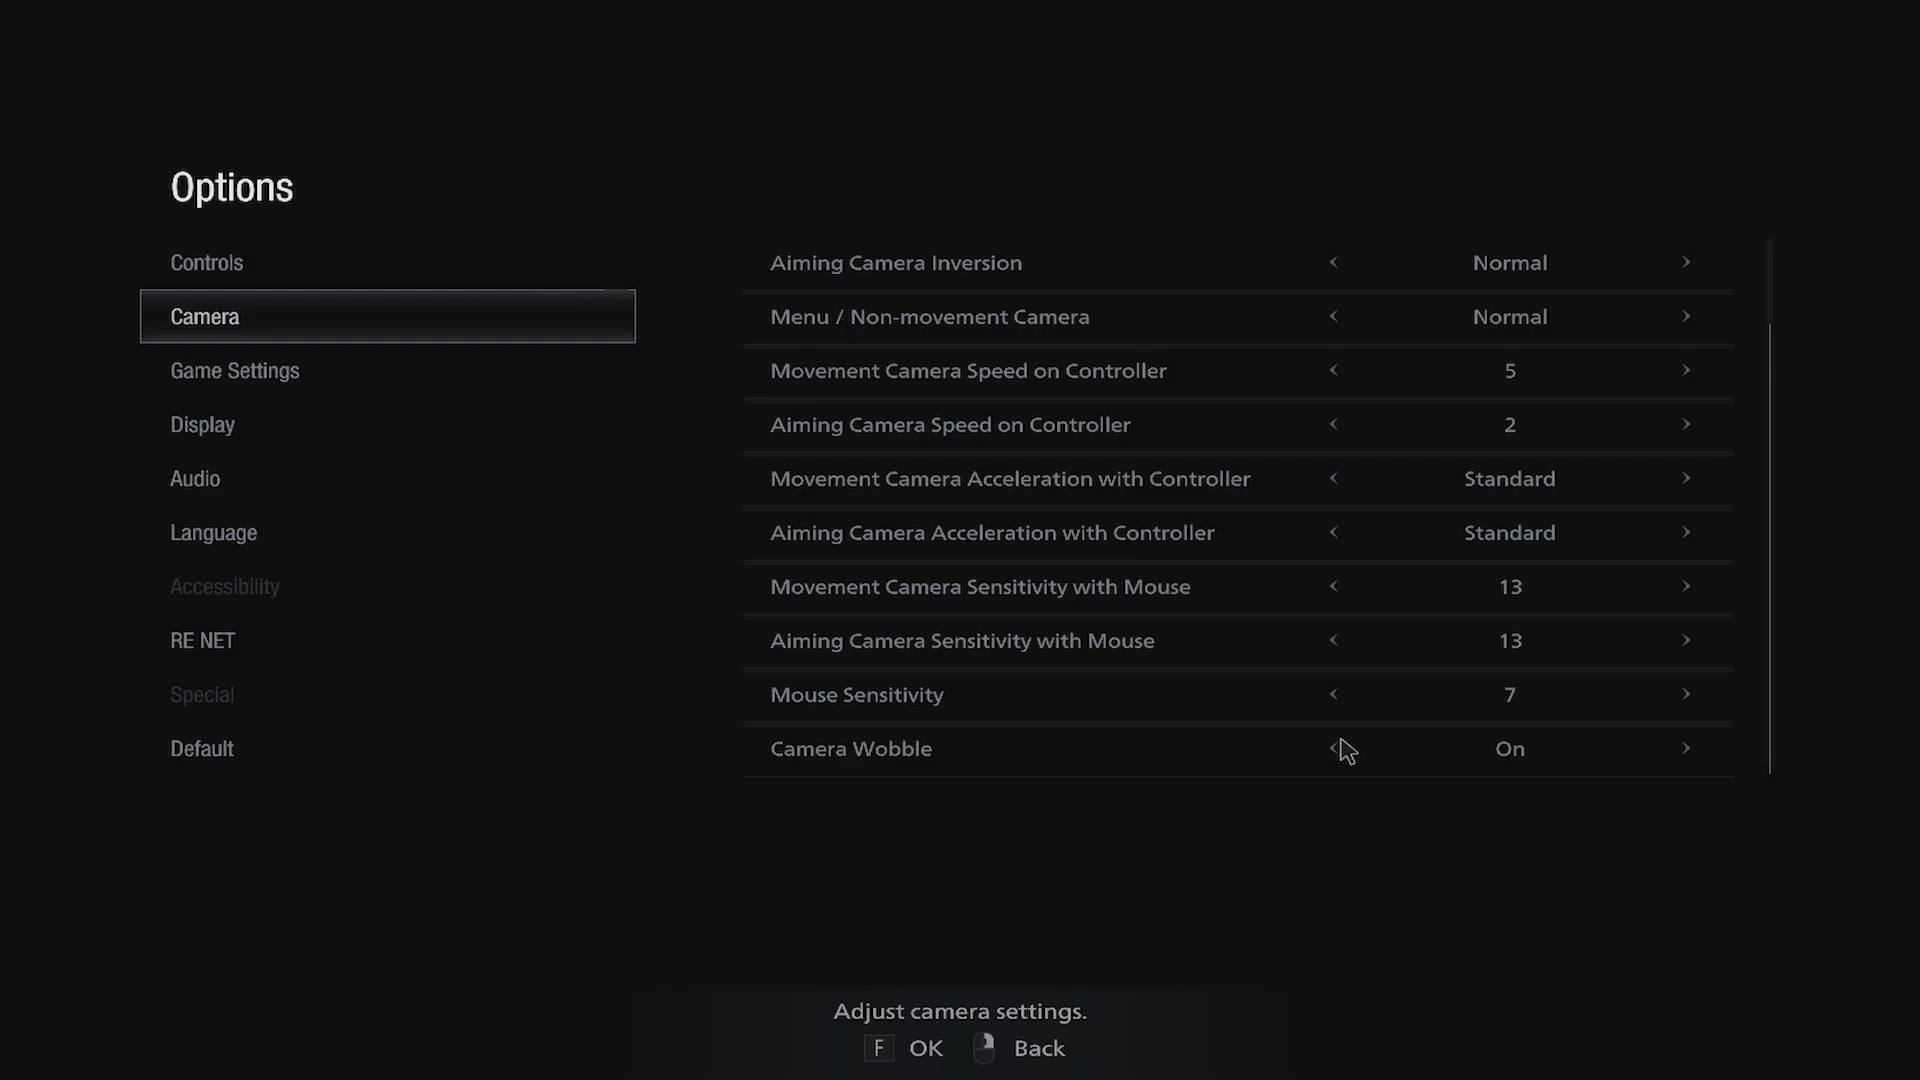 Options
Controls
Camera
Game Settings
Display
Audio
Language
Accessibility
RE NET
Special
Default
Aiming Camera Inversion < Normal >
Menu / Non-movement Camera < Normal >
Movement Camera Speed on Controller < 5 >
Aiming Camera Speed on Controller < 2 >
Movement Camera Acceleration with Controller < Standard >
Aiming Camera Acceleration with Controller < Standard >
Movement Camera Sensitivity with Mouse < 13 >
Aiming Camera Sensitivity with Mouse < 13 >
Mouse Sensitivity < 7 >
Camera Wobble < On >
Adjust camera settings.
F OK Back